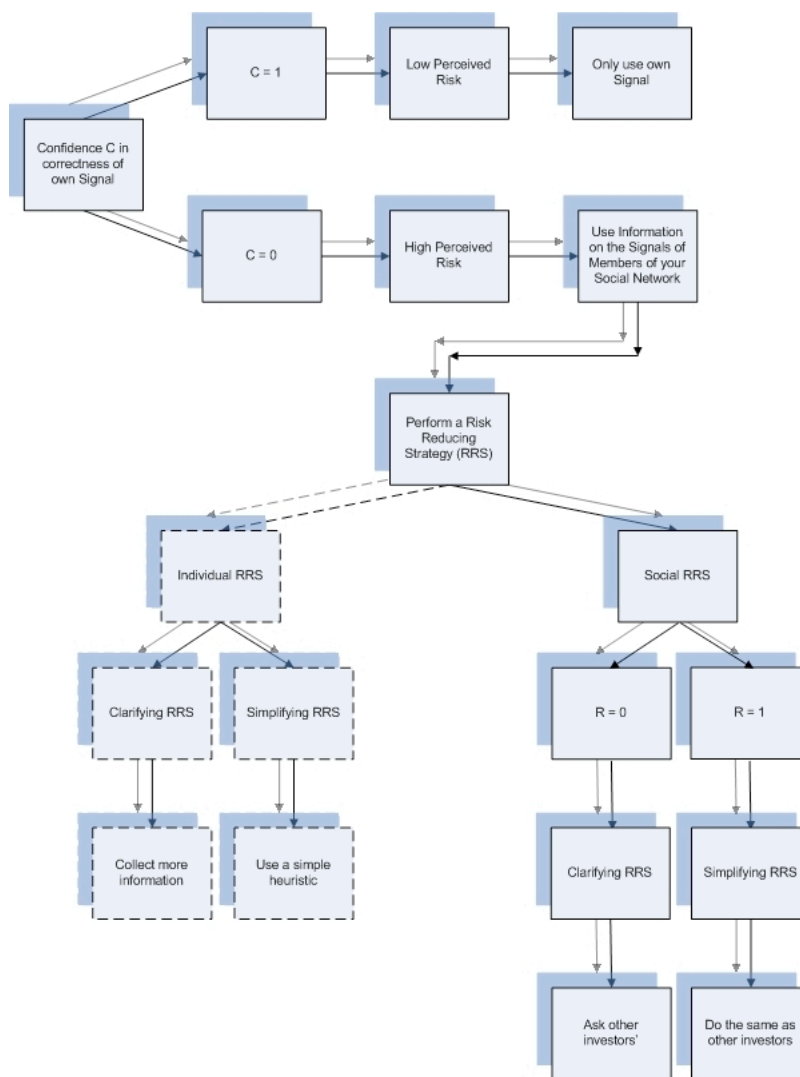 C = 1
Low Perceived
Risk
Only use own
Signal
Confidence C in
correctness of
own Signal
C = 0
High Perceived
Risk
Use Information
on the Signals of
Members of your
Social Network
Perform a Risk
Reducing
Strategy (RRS)
Individual RRS
Social RRS
Clarifying RRS
Simplifying RRS
R = 0
R = 1
Collect more
information
Use a simple
heuristic
Clarifying RRS
Simplifying RRS
Ask other
investors’
Do the same as
other investors